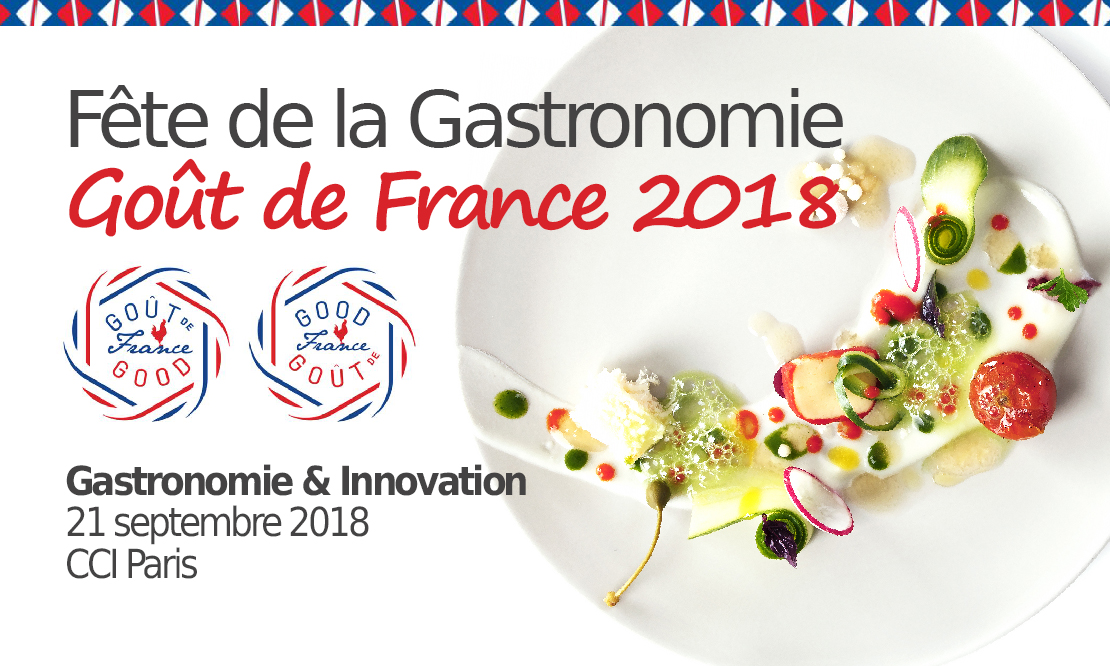 Fête de la Gastronomie
Goût de France 2018
GOÛT DE
France
GOOD
GOOD
France
GOÛT DE
Gastronomie & Innovation
21 septembre 2018
CCI Paris